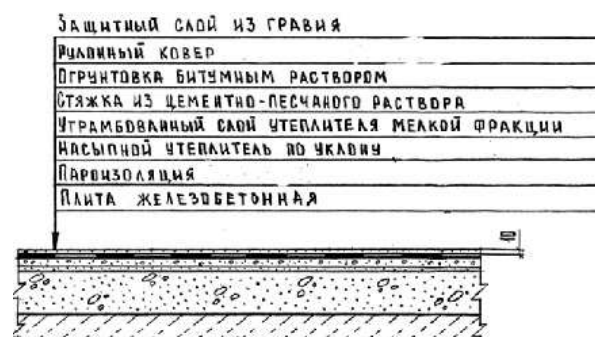 Защитный слой из гравия
Рулонный ковер
Огрунтовка битумным раствором
Стяжка из цементно-песчаного раствора
Утрамбованный слой утеплителя мелкой фракции
Насыпной утеплитель по уклону
Пароизоляция
Плита железобетонная
10